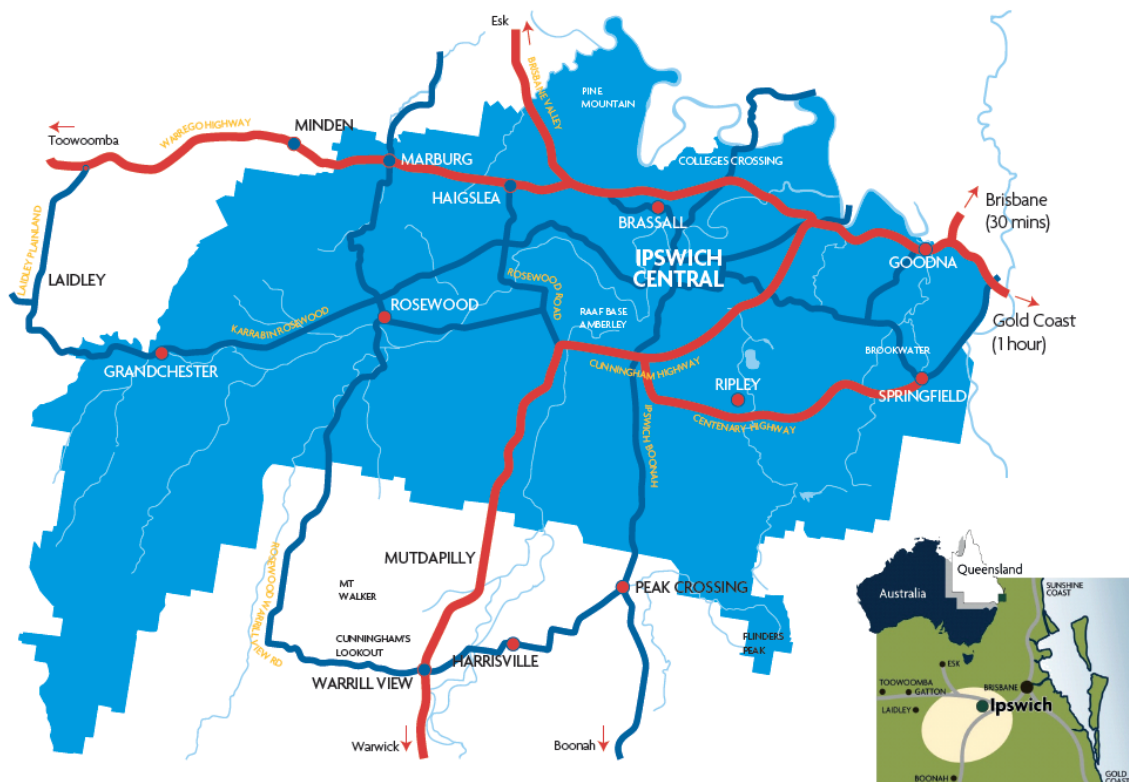 Esk
BRISBANE VALLEY
PINE
MOUNTAIN
Toowoomba
WARREGO HIGHWAY
MINDEN
MARBURG
COLLEGES CROSSING
HAIGSLEA
BRASSALL
Brisbane
(30 mins)
IPSWICH
CENTRAL
GOODNA
LAIDLEY PLAINLAND
LAIDLEY
ROSEWOOD ROAD
ROSEWOOD
KARRABIN ROSEWOOD
RAAF BASE
AMBERLEY
Gold Coast
(1 hour)
GRANDCHESTER
CUNNINGHAM HIGHWAY
BROOKWATER
RIPLEY
SPRINGFIELD
CENTENARY HIGHWAY
IPSWICH BOONAH
ROSEWOOD WARRILL VIEW RD
MUTDAPILLY
MT
WALKER
PEAK CROSSING
CUNNINGHAM'S
LOOKOUT
HARRISVILLE
FLINDERS
PEAK
WARRILL VIEW
Warwick
Boonah
Queensland
Australia
SUNSHINE
COAST
ESK
TOOWOOMBA
GATTON
BRISBANE
LAIDLEY
Ipswich
BOONAH
GOLD
COAST